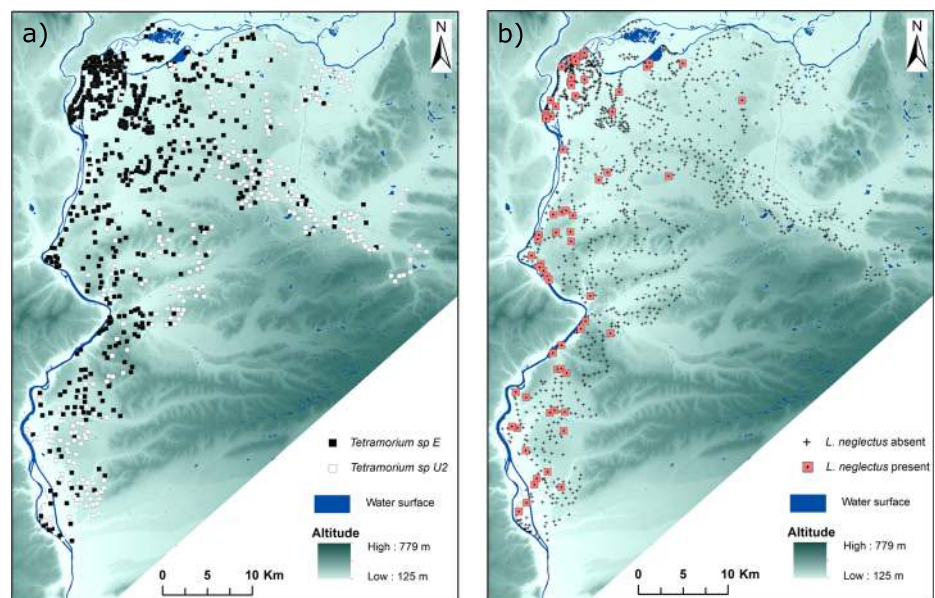 a)
N
Tetramorium sp E
Tetramorium sp U2
Water surface
Altitude
High : 779 m
Low : 125 m
0 5 10 Km
b)
N
L. neglectus absent
L. neglectus present
Water surface
Altitude
High : 779 m
Low : 125 m
0 5 10 Km